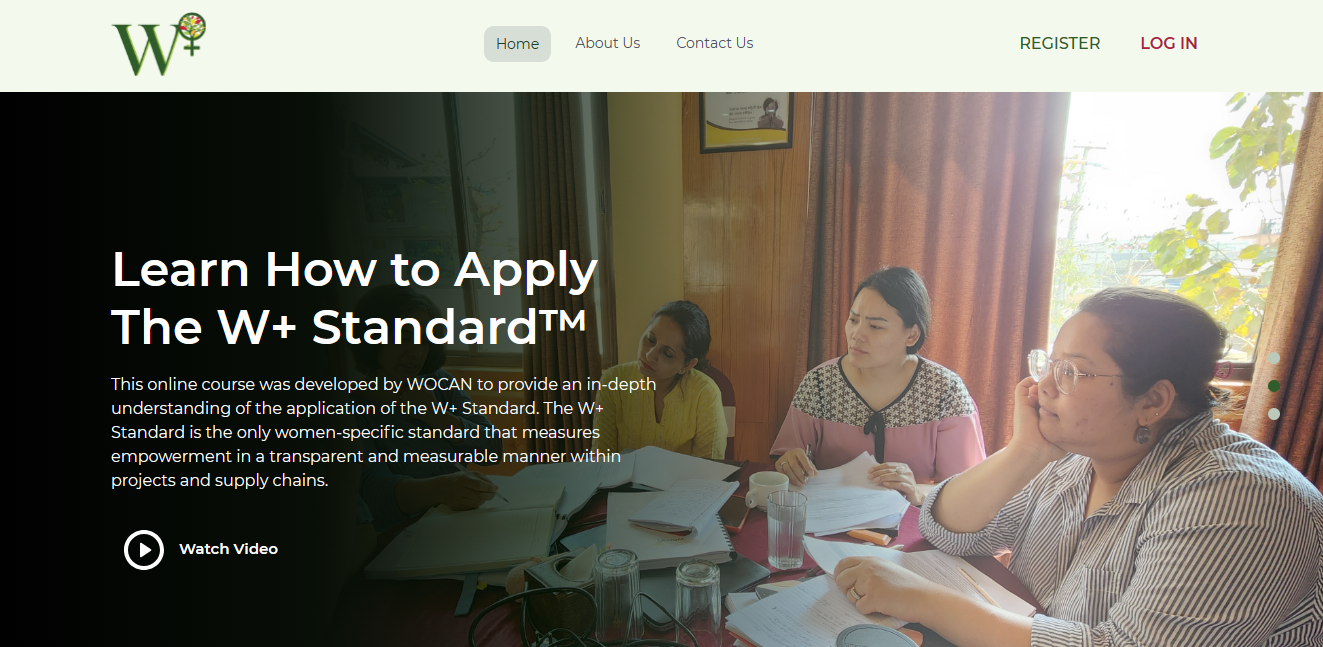 W
Home
About Us
Contact Us
REGISTER
LOG IN
Learn How to Apply
The W+ Standard™
This online course was developed by WOCAN to provide an in-depth
understanding of the application of the W+ Standard. The W+
Standard is the only women-specific standard that measures
empowerment in a transparent and measurable manner within
projects and supply chains.
Watch Video